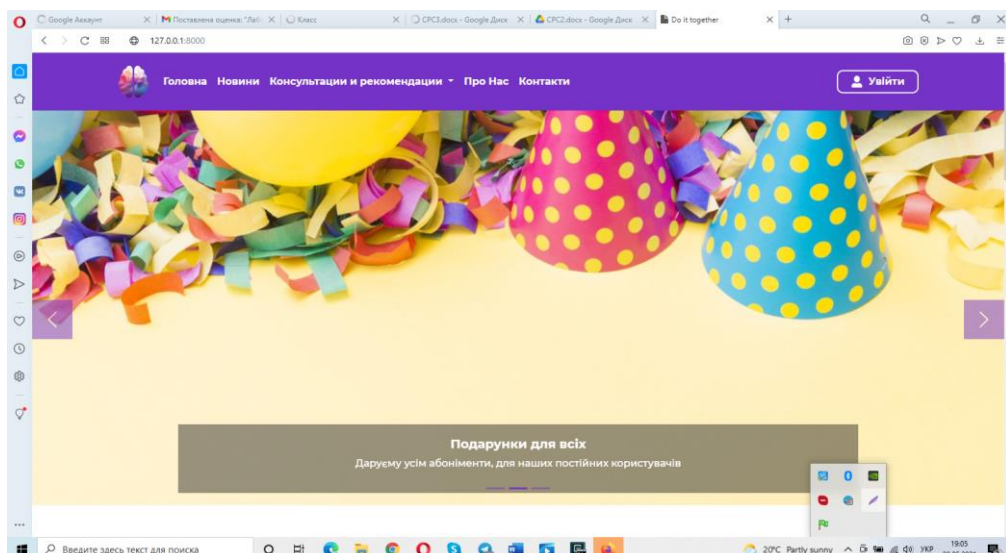 Google Аккаунт
Поставлена оценка: "Лаб
Класс
СРС3.docx - Google Диск
СРС2.docx - Google Диск
Do it together
127.0.0.1:8000
Головна Новини Консультации и рекомендации Про Нас Контакти
Увійти
Подарунки для всіх
Даруєму усім абоніменти, для наших постійних користувачів
Введите здесь текст для поиска
20°C Partly sunny
УКР
19:05